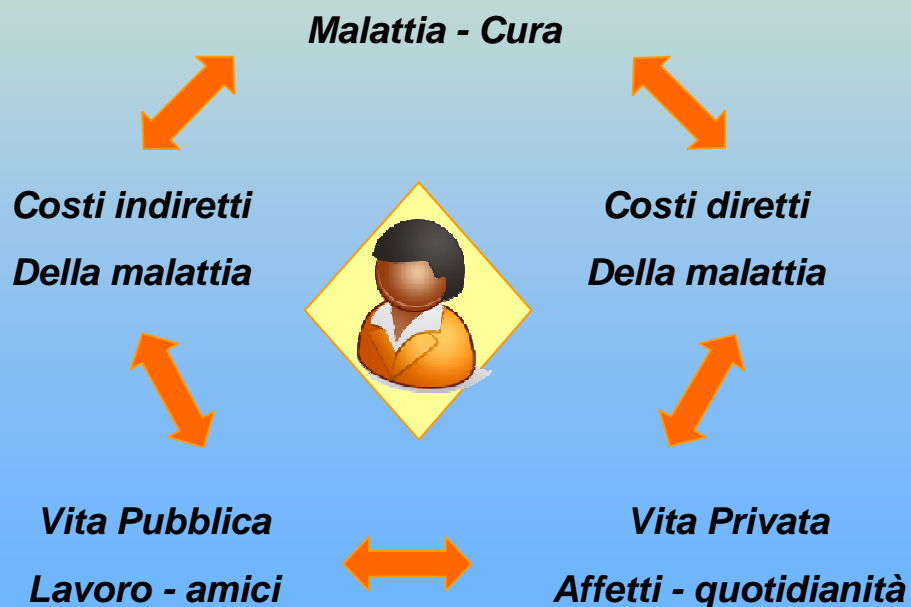 Malattia - Cura
Costi indiretti
Della malattia
Costi diretti
Della malattia
Vita Pubblica
Lavoro - amici
Vita Privata
Affetti - quotidianità